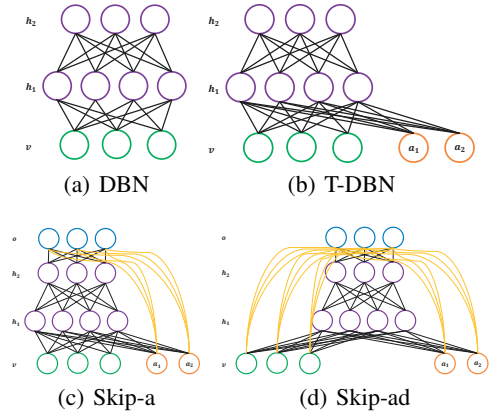 h₂ h₂
h₁ h₁
v v a₁ a₂
(a) DBN (b) T-DBN
o o
h₂ h₂
h₁ h₁
v a₁ a₂ v a₁ a₂
(c) Skip-a (d) Skip-ad